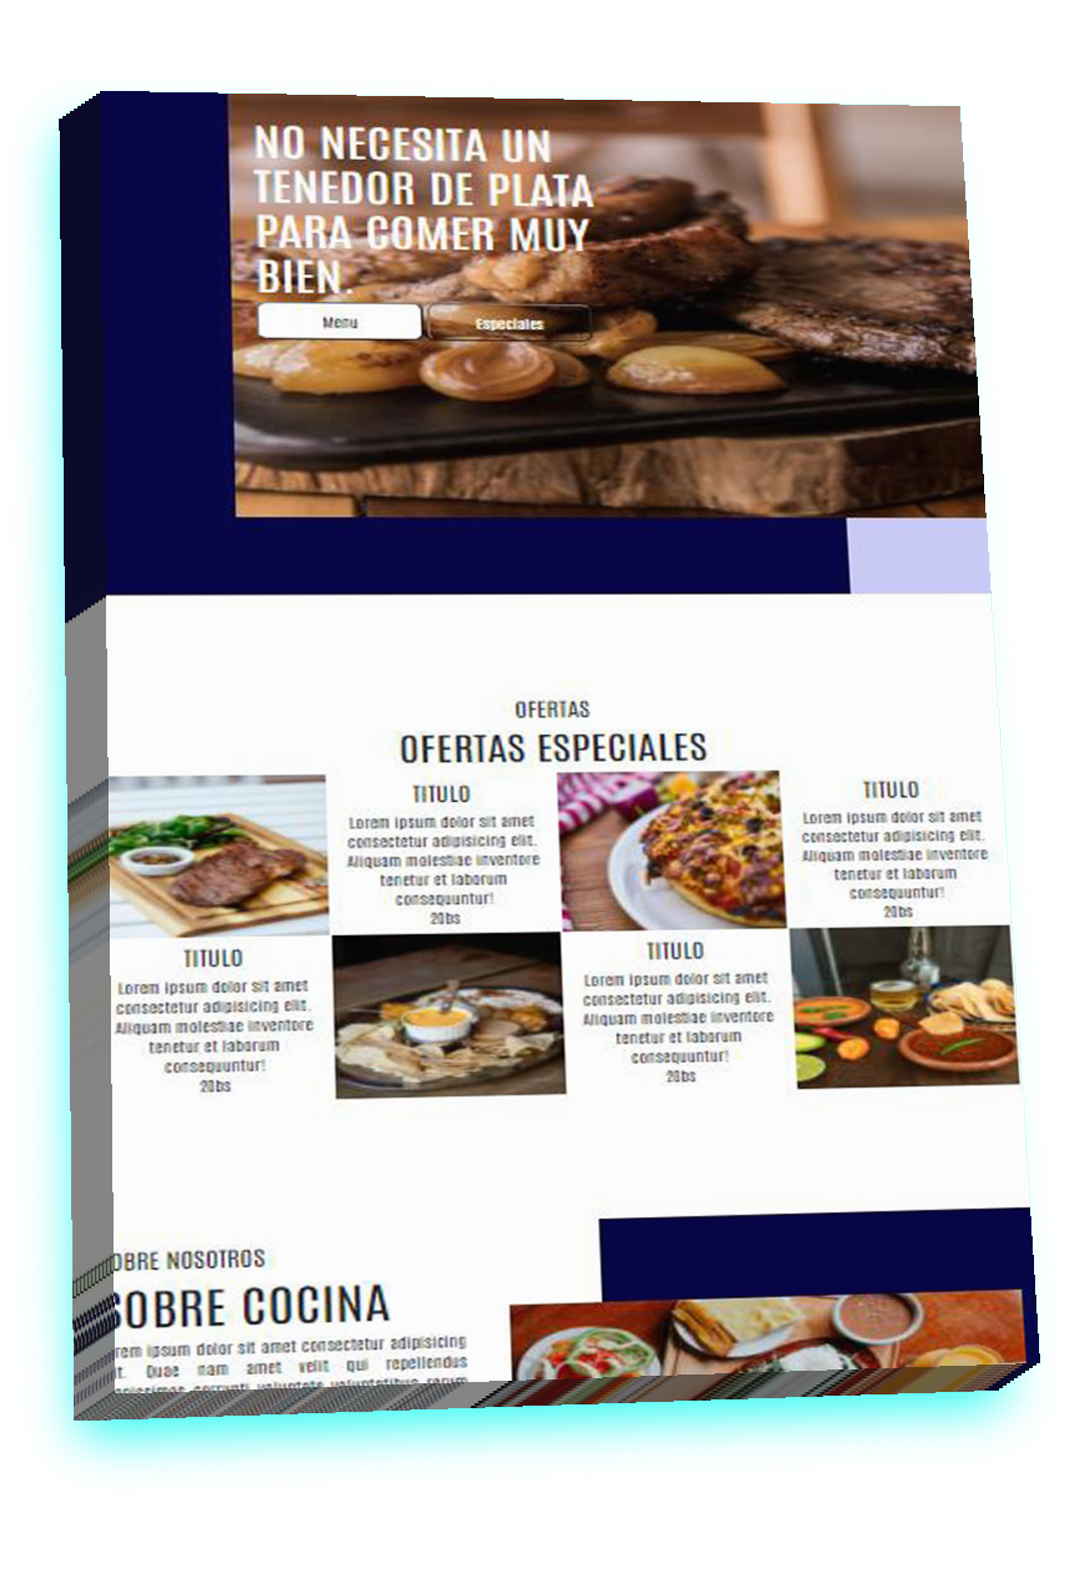 NO NECESITA UN
TENEDOR DE PLATA
PARA COMER MUY
BIEN.
Menu
Especiales
OFERTAS
OFERTAS ESPECIALES
TITULO
Lorem ipsum dolor sit amet
consectetur adipisicing elit.
Aliquam molestiae inventore
tenetur et laborum
consequuntur!
20bs
TITULO
Lorem ipsum dolor sit amet
consectetur adipisicing elit.
Aliquam molestiae inventore
tenetur et laborum
consequuntur!
20bs
TITULO
Lorem ipsum dolor sit amet
consectetur adipisicing elit.
Aliquam molestiae inventore
tenetur et laborum
consequuntur!
20bs
TITULO
Lorem ipsum dolor sit amet
consectetur adipisicing elit.
Aliquam molestiae inventore
tenetur et laborum
consequuntur!
20bs
OBRE NOSOTROS
SOBRE COCINA
rem ipsum dolor sit amet consectetur adipisicing
it. Quae nam amet velit qui repellendus